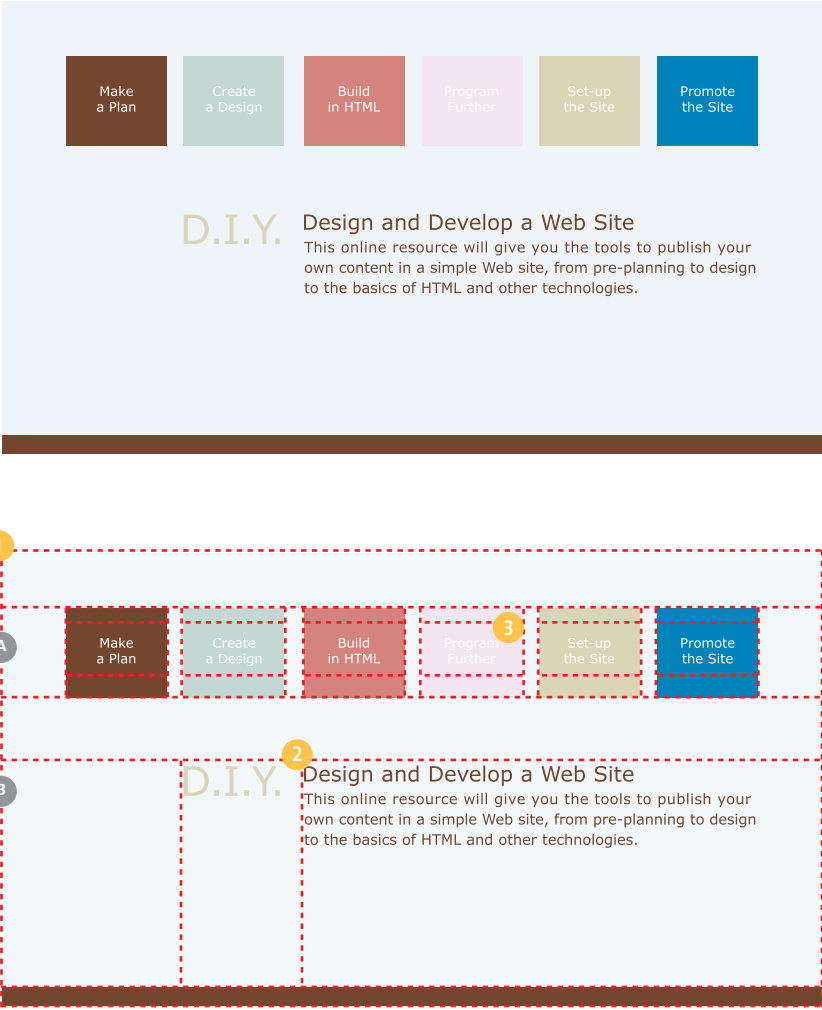 Make
a Plan
Create
a Design
Build
in HTML
Program
Further
Set-up
the Site
Promote
the Site
D.I.Y.
Design and Develop a Web Site
This online resource will give you the tools to publish your
own content in a simple Web site, from pre-planning to design
to the basics of HTML and other technologies.
A
Make
a Plan
Create
a Design
Build
in HTML
Program
Further
3
Set-up
the Site
Promote
the Site
2
B
D.I.Y.
Design and Develop a Web Site
This online resource will give you the tools to publish your
own content in a simple Web site, from pre-planning to design
to the basics of HTML and other technologies.